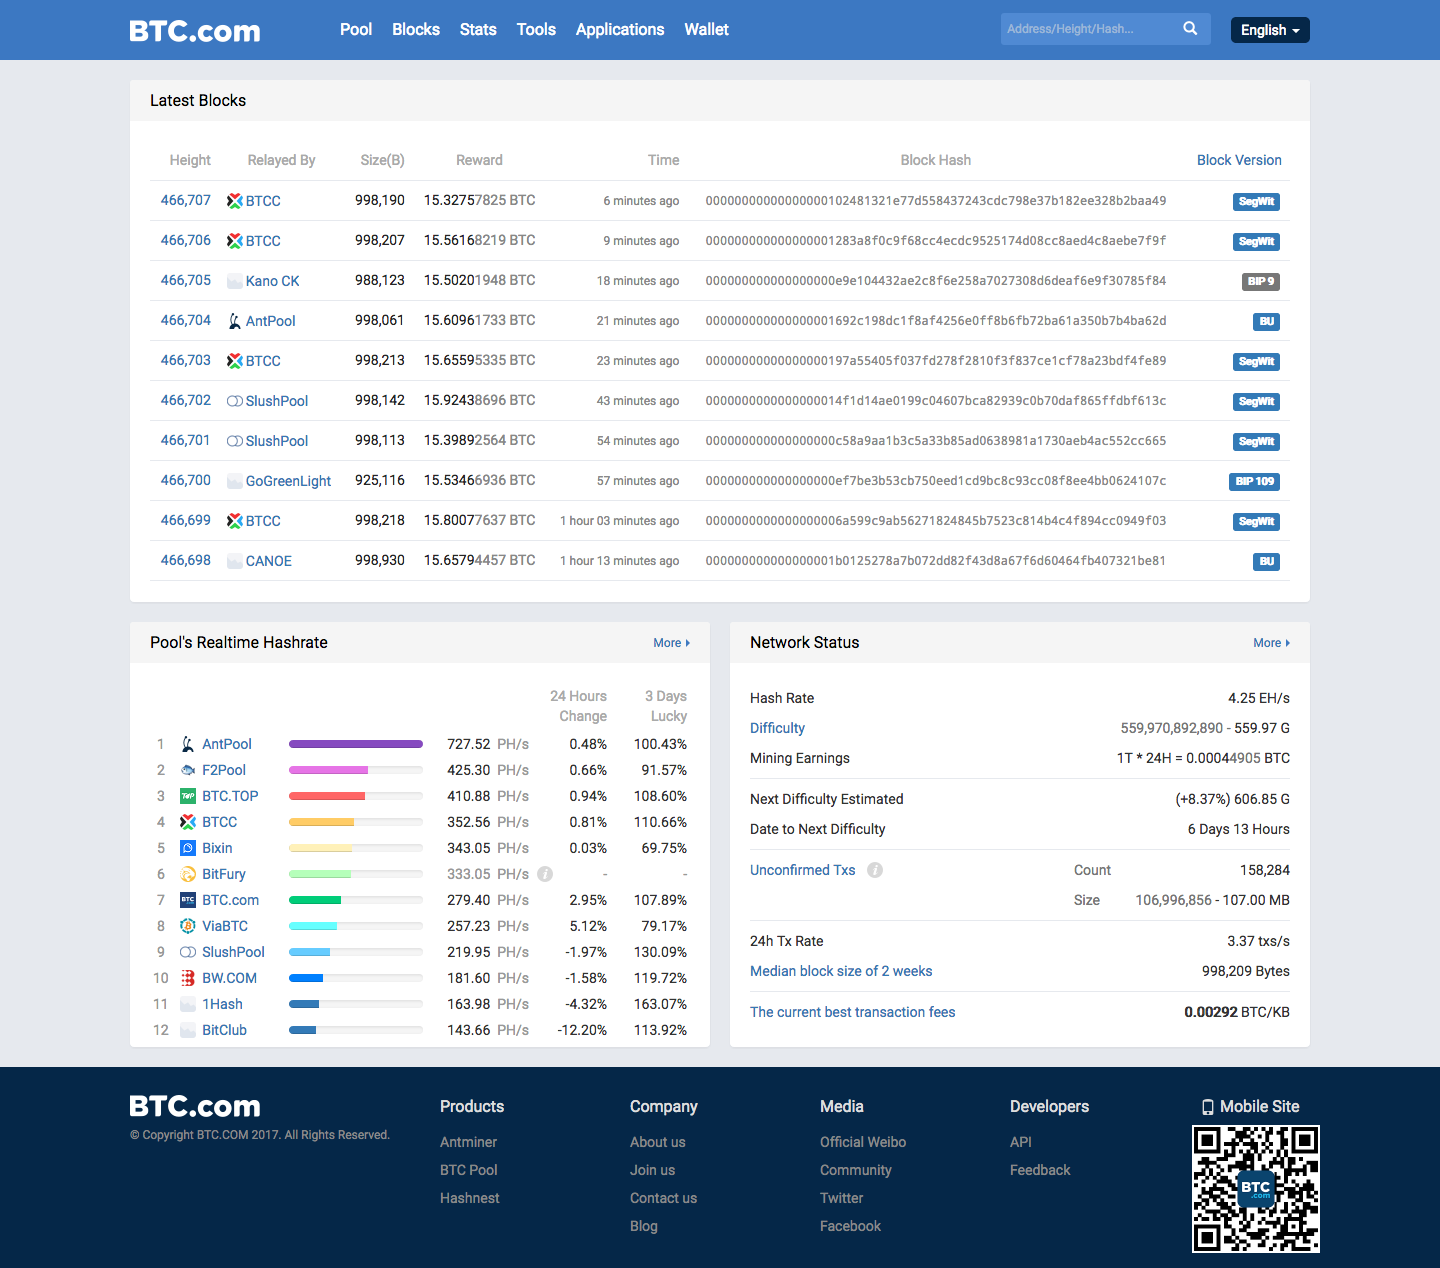 BTC.com Pool Blocks Stats Tools Applications Wallet Address/Height/Hash... English
Latest Blocks
Height Relayed By Size(B) Reward Time Block Hash Block Version
466,707 BTCC 998,190 15.32757825 BTC 6 minutes ago 0000000000000000000102481321e77d558437243cdc798e37b182ee328b2baa49 SegWit
466,706 BTCC 998,207 15.56168219 BTC 9 minutes ago 000000000000000001283a8f0c9f68cc4ecdc9525174d08cc8aed4c8aebe7f9f SegWit
466,705 Kano CK 988,123 15.50201948 BTC 18 minutes ago 000000000000000000e9e104432ae2c8f6e258a7027308d6deaf6e9f30785f84 BIP 9
466,704 AntPool 998,061 15.60961733 BTC 21 minutes ago 000000000000000001692c198dc1f8af4256e0ff8b6fb72ba61a350b7b4ba62d BU
466,703 BTCC 998,213 15.65595335 BTC 23 minutes ago 0000000000000000000197a55405f037fd278f2810f3f837ce1cf78a23bdf4fe89 SegWit
466,702 SlushPool 998,142 15.92438696 BTC 43 minutes ago 000000000000000014f1d14ae0199c04607bca82939c0b70daf865ffdbf613c SegWit
466,701 SlushPool 998,113 15.39892564 BTC 54 minutes ago 000000000000000000c58a9aa1b3c5a33b85ad0638981a1730aeb4ac552cc665 SegWit
466,700 GoGreenLight 925,116 15.53466936 BTC 57 minutes ago 000000000000000000ef7be3b53cb750eed1cd9bc8c93cc08f8ee4bb0624107c BIP 109
466,699 BTCC 998,218 15.80077637 BTC 1 hour 03 minutes ago 0000000000000000006a599c9ab56271824845b7523c814b4c4f894cc0949f03 SegWit
466,698 CANOE 998,930 15.65794457 BTC 1 hour 13 minutes ago 000000000000000001b0125278a7b072dd82f43d8a67f6d60464fb407321be81 BU
Pool's Realtime Hashrate More
24 Hours Change 3 Days Lucky
1 AntPool 727.52 PH/s 0.48% 100.43%
2 F2Pool 425.30 PH/s 0.66% 91.57%
3 TOP BTC.TOP 410.88 PH/s 0.94% 108.60%
4 BTCC 352.56 PH/s 0.81% 110.66%
5 Bixin 343.05 PH/s 0.03% 69.75%
6 BitFury 333.05 PH/s i - -
7 BTC BTC.com 279.40 PH/s 2.95% 107.89%
8 ViaBTC 257.23 PH/s 5.12% 79.17%
9 SlushPool 219.95 PH/s -1.97% 130.09%
10 BW.COM 181.60 PH/s -1.58% 119.72%
11 1Hash 163.98 PH/s -4.32% 163.07%
12 BitClub 143.66 PH/s -12.20% 113.92%
Network Status More
Hash Rate 4.25 EH/s
Difficulty 559,970,892,890 - 559.97 G
Mining Earnings 1T * 24H = 0.00044905 BTC
Next Difficulty Estimated (+8.37%) 606.85 G
Date to Next Difficulty 6 Days 13 Hours
Unconfirmed Txs i Count 158,284
Size 106,996,856 - 107.00 MB
24h Tx Rate 3.37 txs/s
Median block size of 2 weeks 998,209 Bytes
The current best transaction fees 0.00292 BTC/KB
BTC.com
© Copyright BTC.COM 2017. All Rights Reserved.
Products
Antminer
BTC Pool
Hashnest
Company
About us
Join us
Contact us
Blog
Media
Official Weibo
Community
Twitter
Facebook
Developers
API
Feedback
Mobile Site
BTC
.com